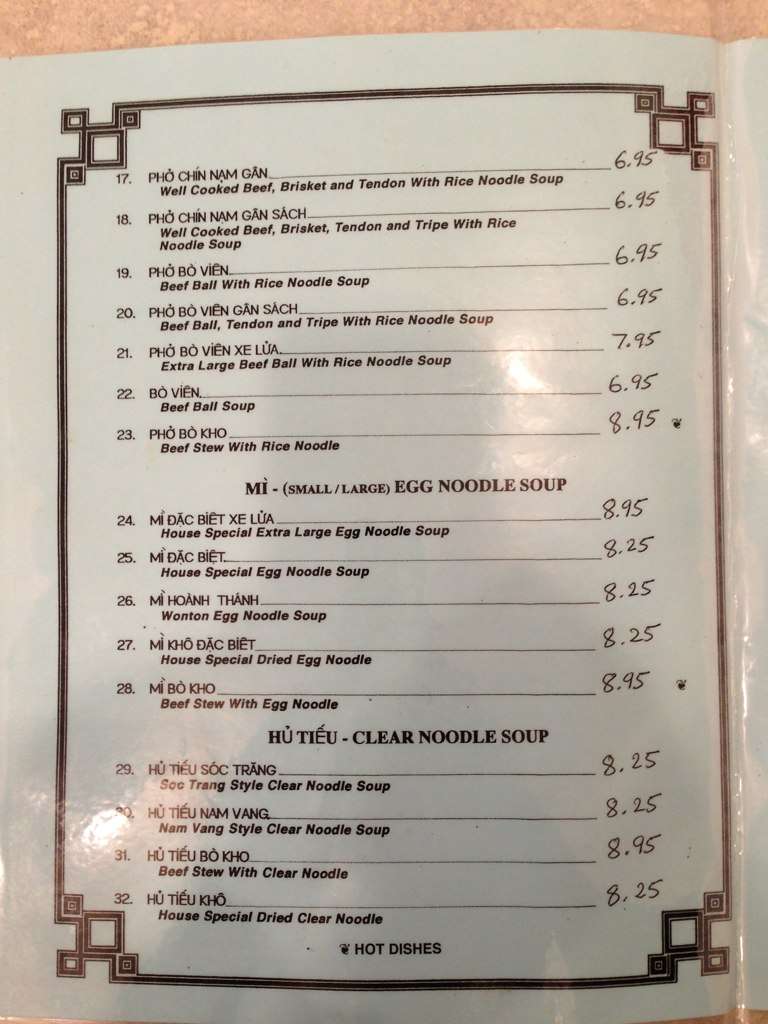 17. PHỞ CHÍN NẠM GÂN 6.95
Well Cooked Beef, Brisket and Tendon With Rice Noodle Soup
18. PHỞ CHÍN NẠM GÂN SÁCH 6.95
Well Cooked Beef, Brisket, Tendon and Tripe With Rice
Noodle Soup
19. PHỞ BÒ VIÊN 6.95
Beef Ball With Rice Noodle Soup
20. PHỞ BÒ VIÊN GÂN SÁCH 6.95
Beef Ball, Tendon and Tripe With Rice Noodle Soup
21. PHỞ BÒ VIÊN XE LỬA 7.95
Extra Large Beef Ball With Rice Noodle Soup
22. BÒ VIÊN 6.95
Beef Ball Soup
23. PHỞ BÒ KHO 8.95
Beef Stew With Rice Noodle
MÌ - (SMALL / LARGE) EGG NOODLE SOUP
24. MÌ ĐẶC BIÊT XE LỬA 8.95
House Special Extra Large Egg Noodle Soup
25. MÌ ĐẶC BIỆT 8.25
House Special Egg Noodle Soup
26. MÌ HOÀNH THÁNH 8.25
Wonton Egg Noodle Soup
27. MÌ KHÔ ĐẶC BIÊT 8.25
House Special Dried Egg Noodle
28. MÌ BÒ KHO 8.95
Beef Stew With Egg Noodle
HỦ TIẾU - CLEAR NOODLE SOUP
29. HỦ TIẾU SÓC TRĂNG 8.25
Soc Trang Style Clear Noodle Soup
30. HỦ TIẾU NAM VANG 8.25
Nam Vang Style Clear Noodle Soup
31. HỦ TIẾU BÒ KHO 8.95
Beef Stew With Clear Noodle
32. HỦ TIẾU KHÔ 8.25
House Special Dried Clear Noodle
HOT DISHES